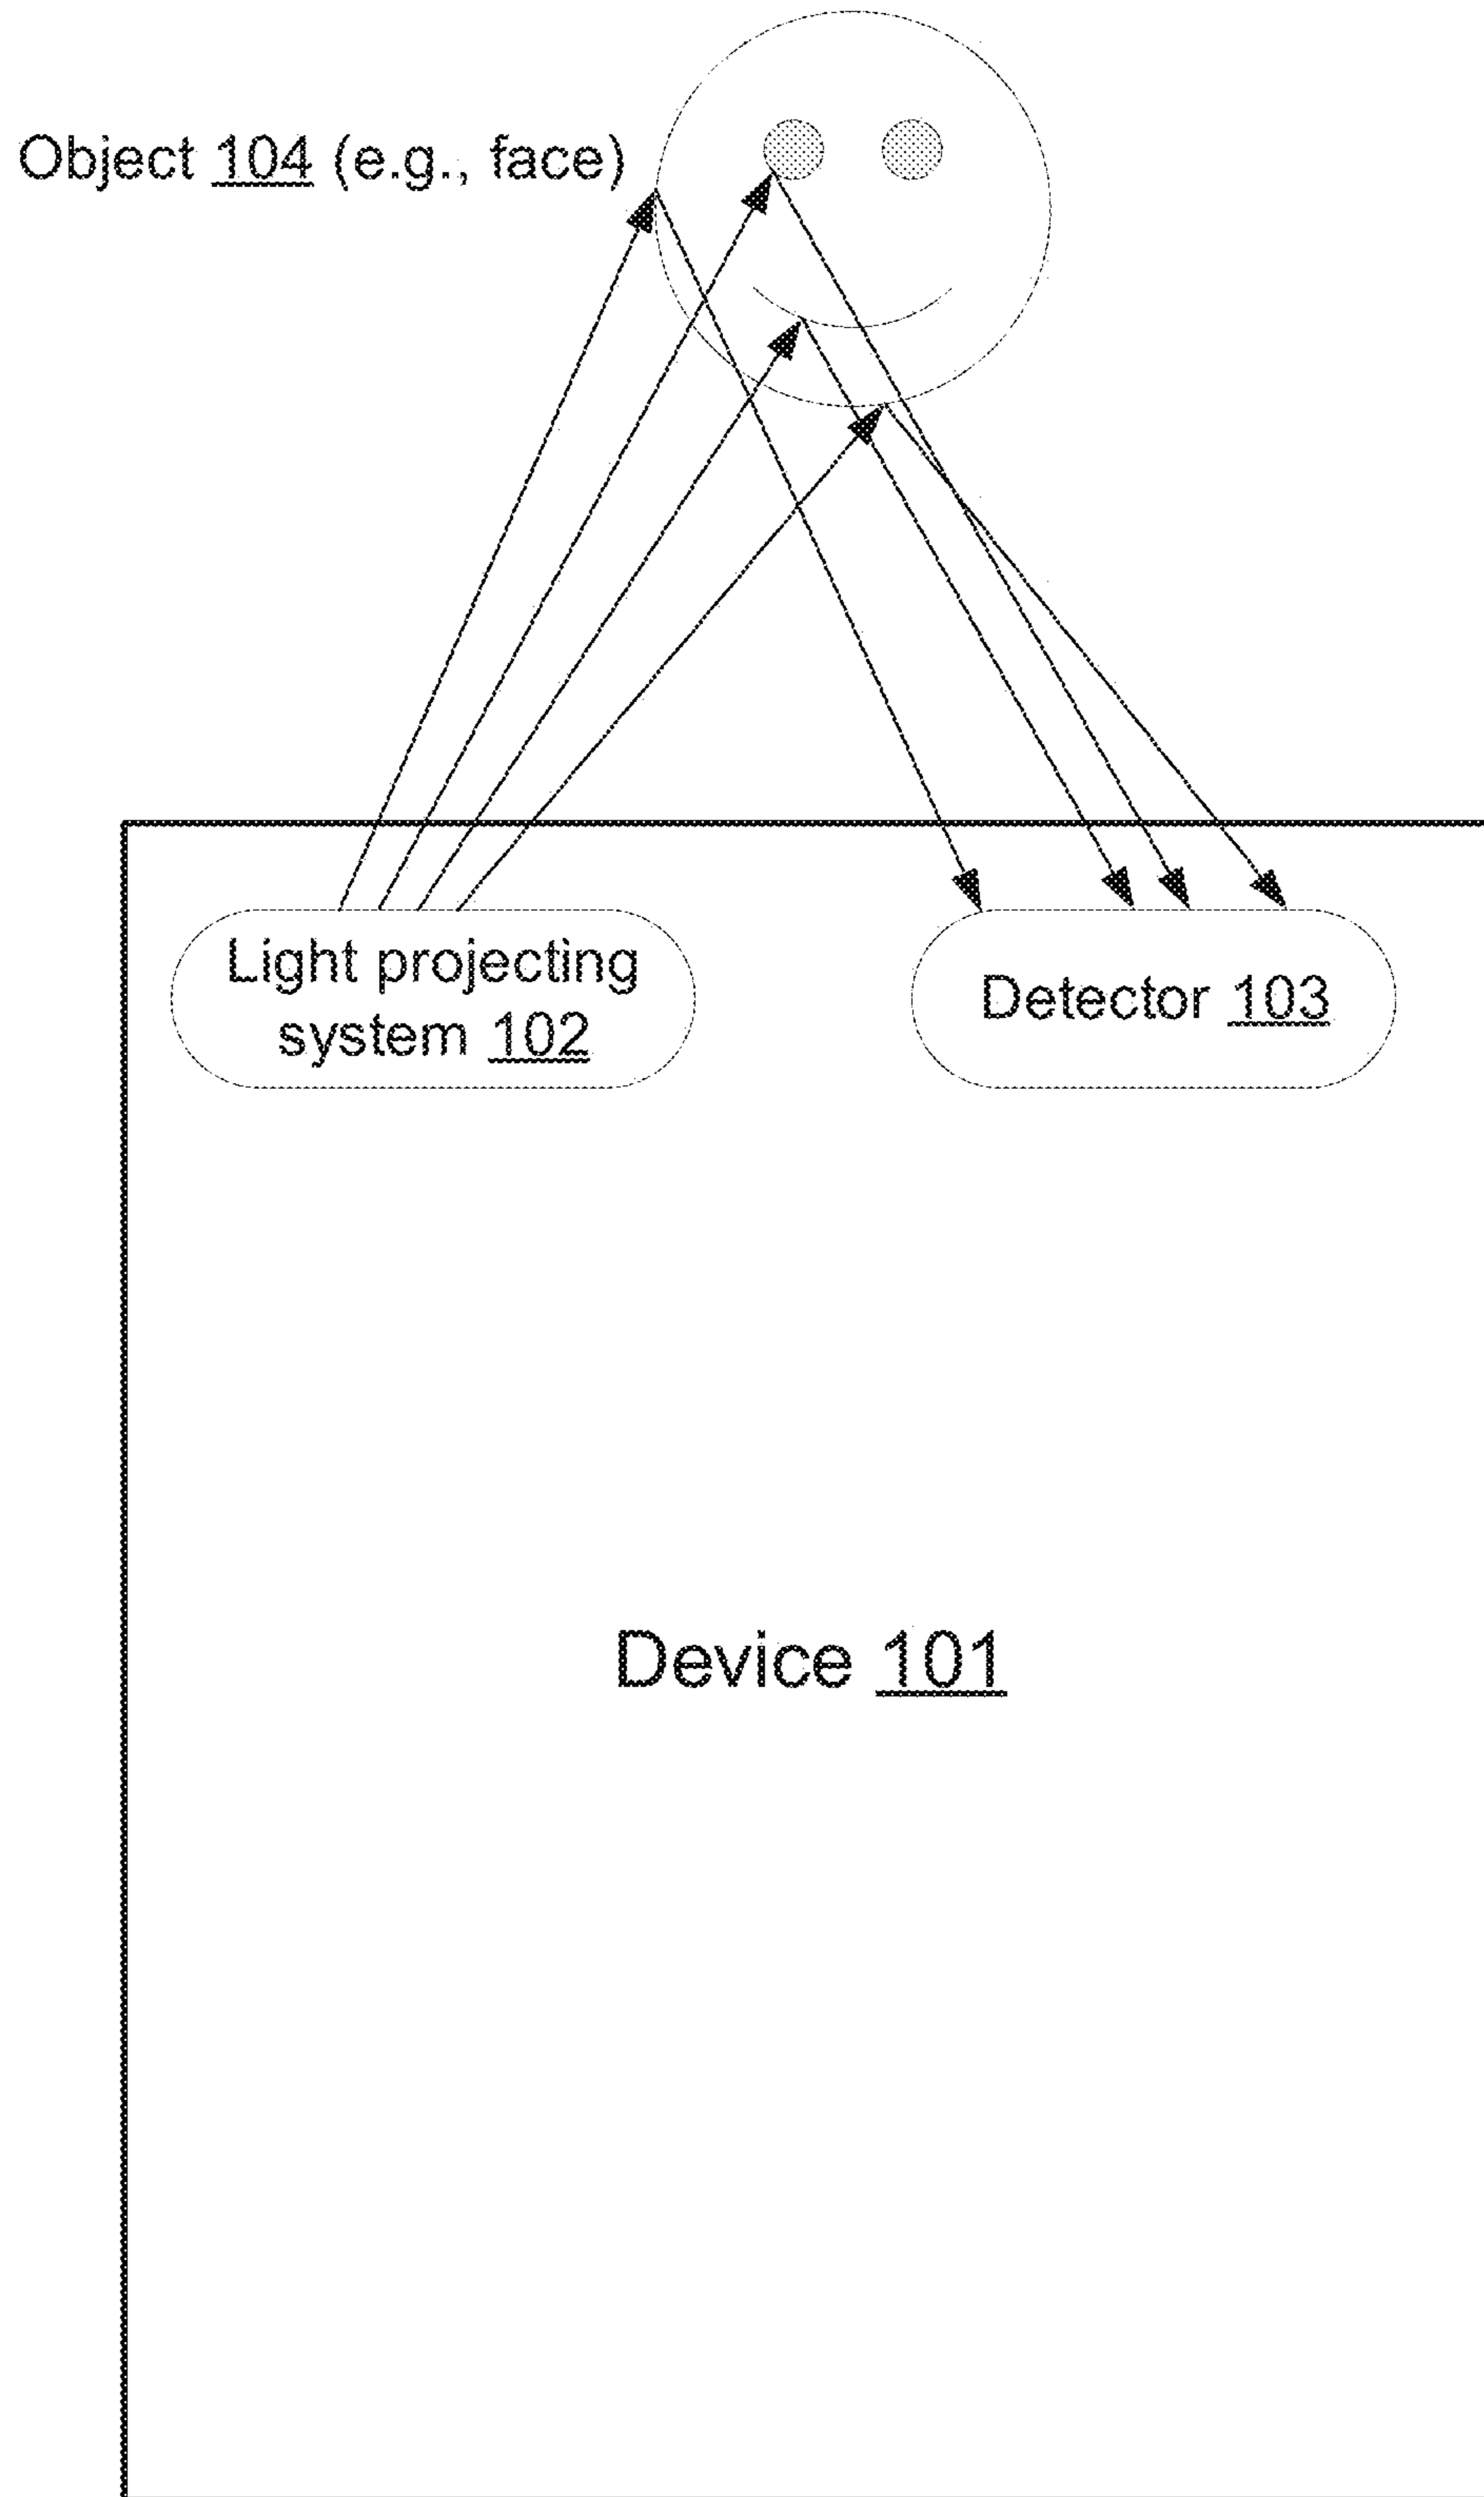 Object 104 (e.g., face)
Light projecting
system 102
Detector 103
Device 101